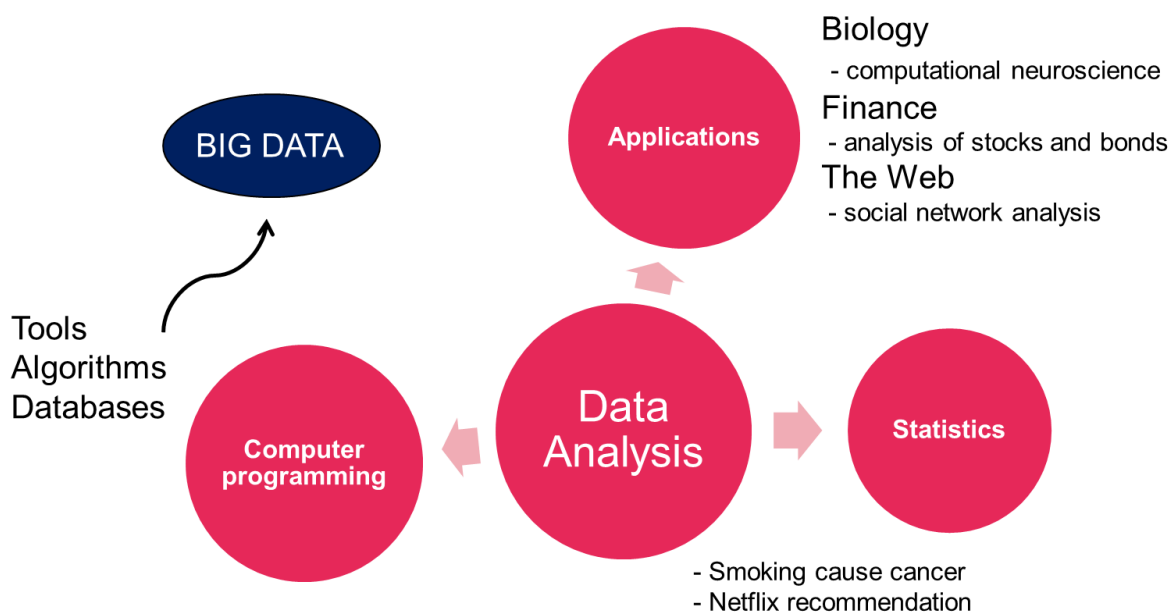 BIG DATA
Tools
Algorithms
Databases
Applications
Biology
- computational neuroscience
Finance
- analysis of stocks and bonds
The Web
- social network analysis
Computer
programming
Data
Analysis
Statistics
- Smoking cause cancer
- Netflix recommendation